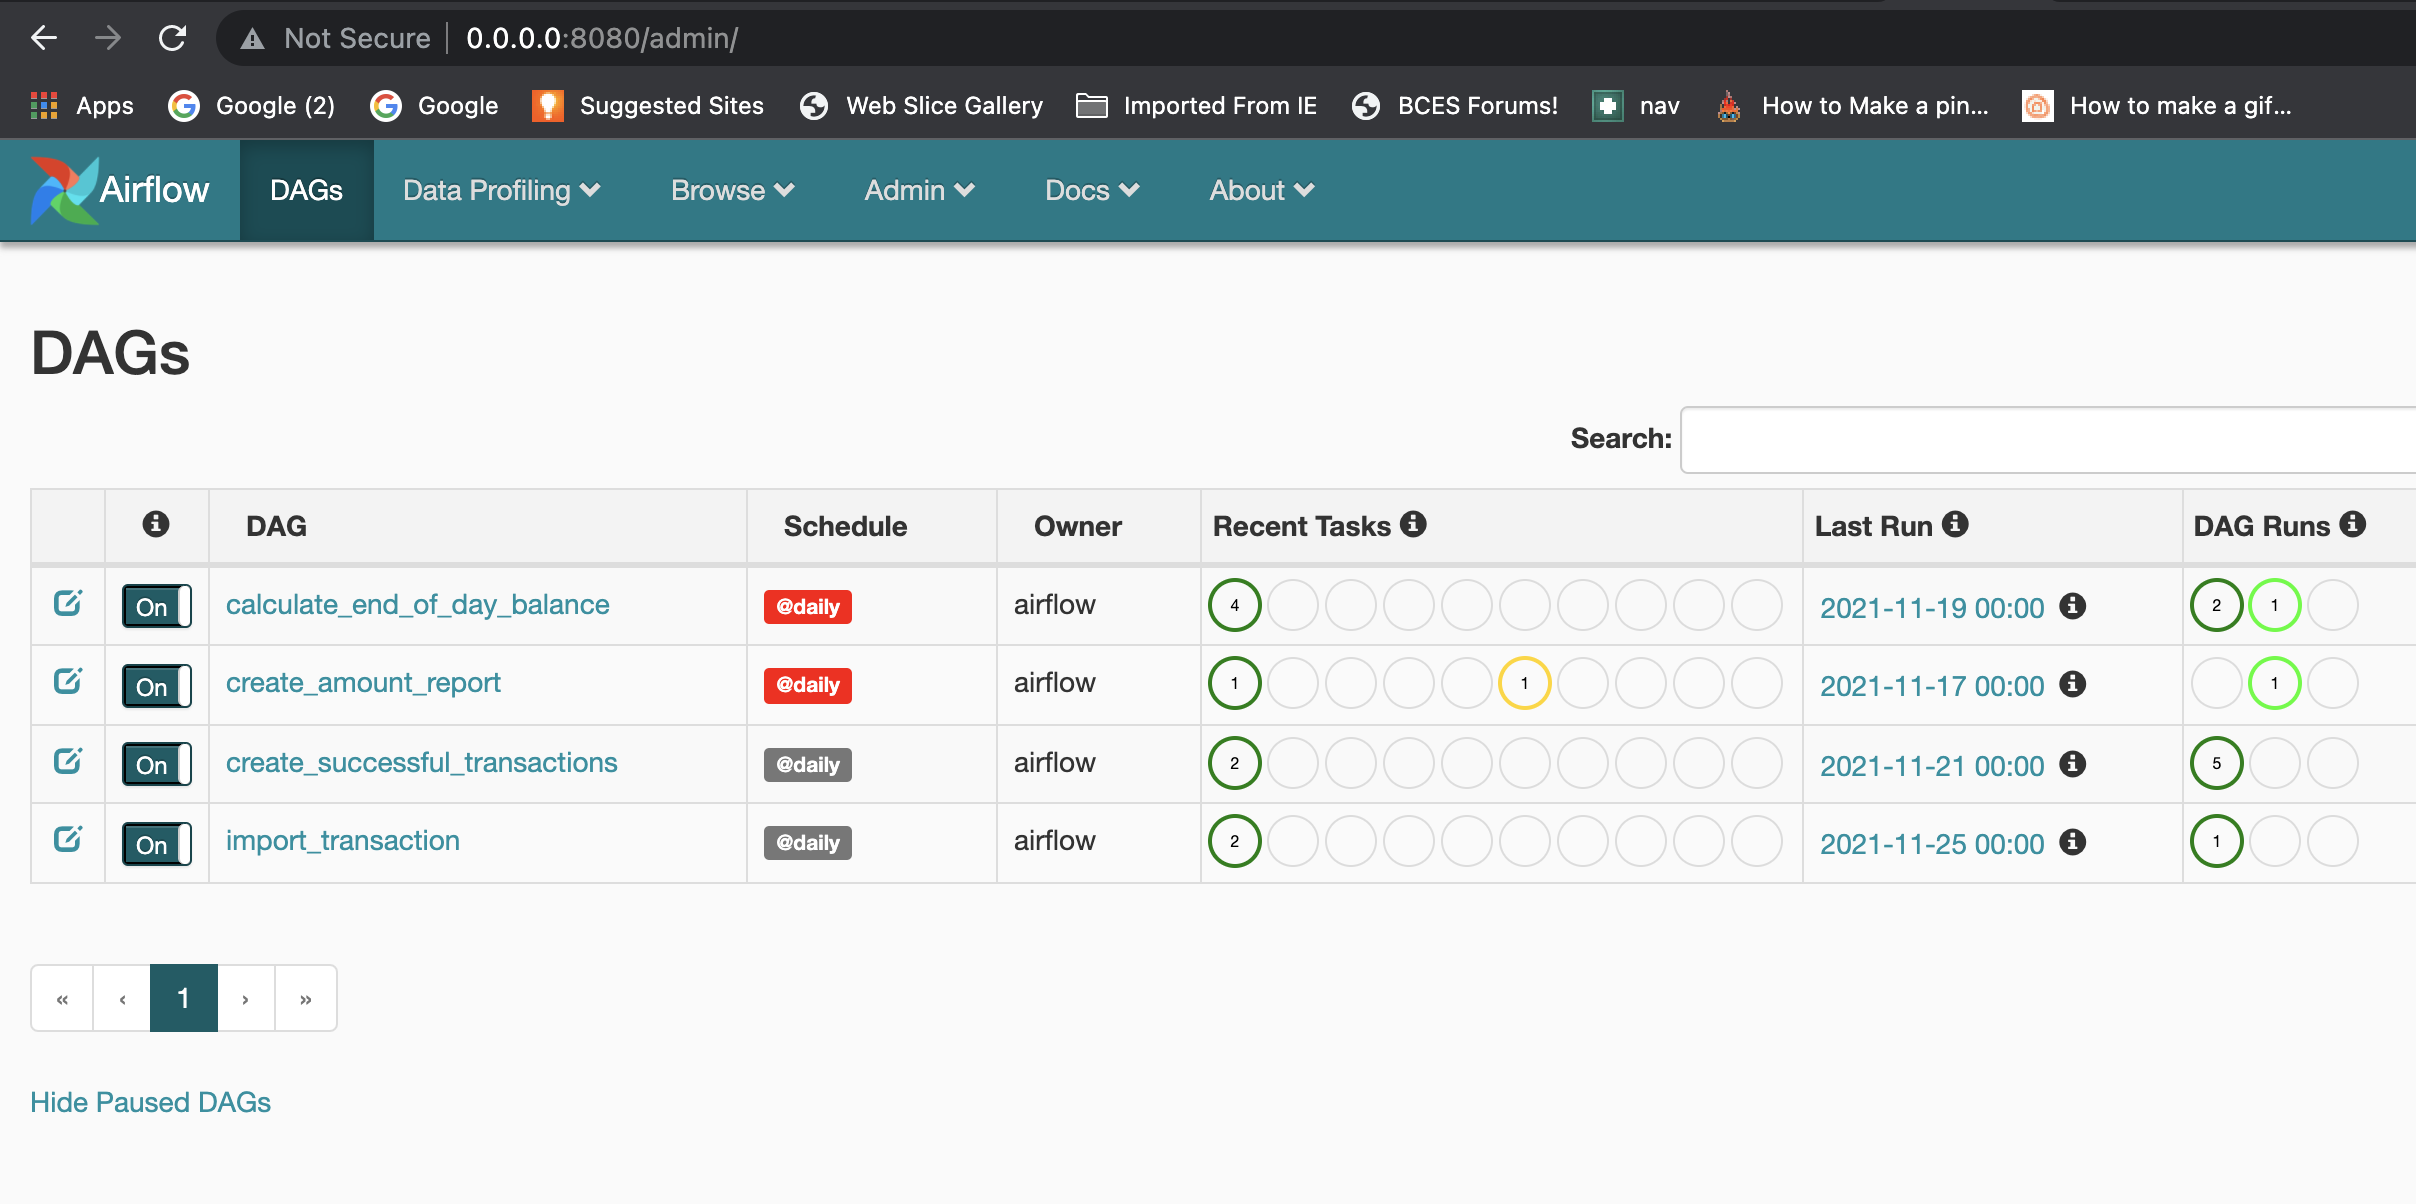 Not Secure | 0.0.0.0:8080/admin/
Apps Google (2) Google Suggested Sites Web Slice Gallery Imported From IE BCES Forums! nav How to Make a pin... How to make a gif...
Airflow DAGs Data Profiling Browse Admin Docs About
DAGs
Search:
DAG Schedule Owner Recent Tasks Last Run DAG Runs
On calculate_end_of_day_balance @daily airflow 4 2021-11-19 00:00 2 1
On create_amount_report @daily airflow 1 1 2021-11-17 00:00 1
On create_successful_transactions @daily airflow 2 2021-11-21 00:00 5
On import_transaction @daily airflow 2 2021-11-25 00:00 1
« ‹ 1 › »
Hide Paused DAGs